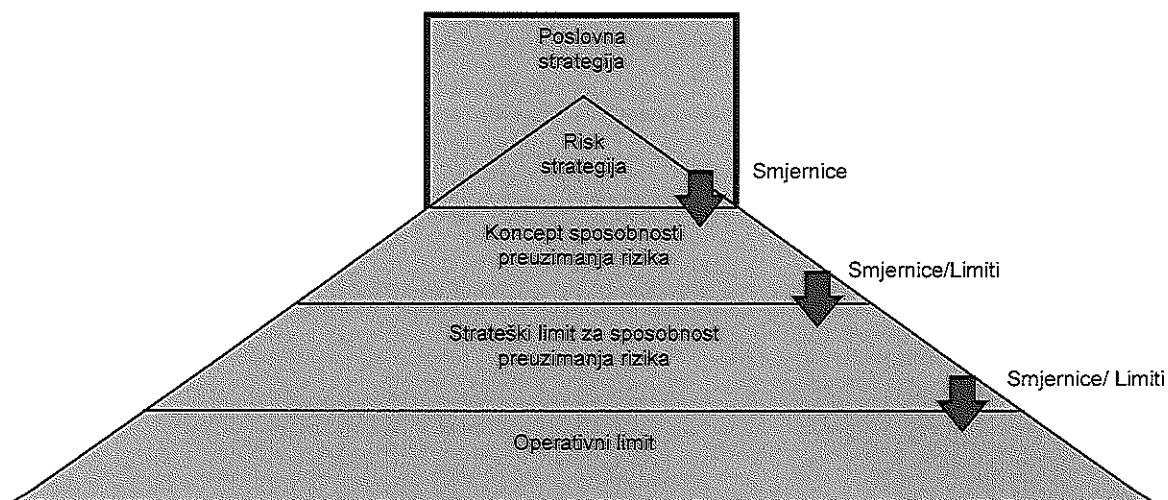 Poslovna
strategija
Risk
strategija
Smjernice
Koncept sposobnosti
preuzimanja rizika
Smjernice/Limiti
Strateški limit za sposobnost
preuzimanja rizika
Smjernice/ Limiti
Operativni limit